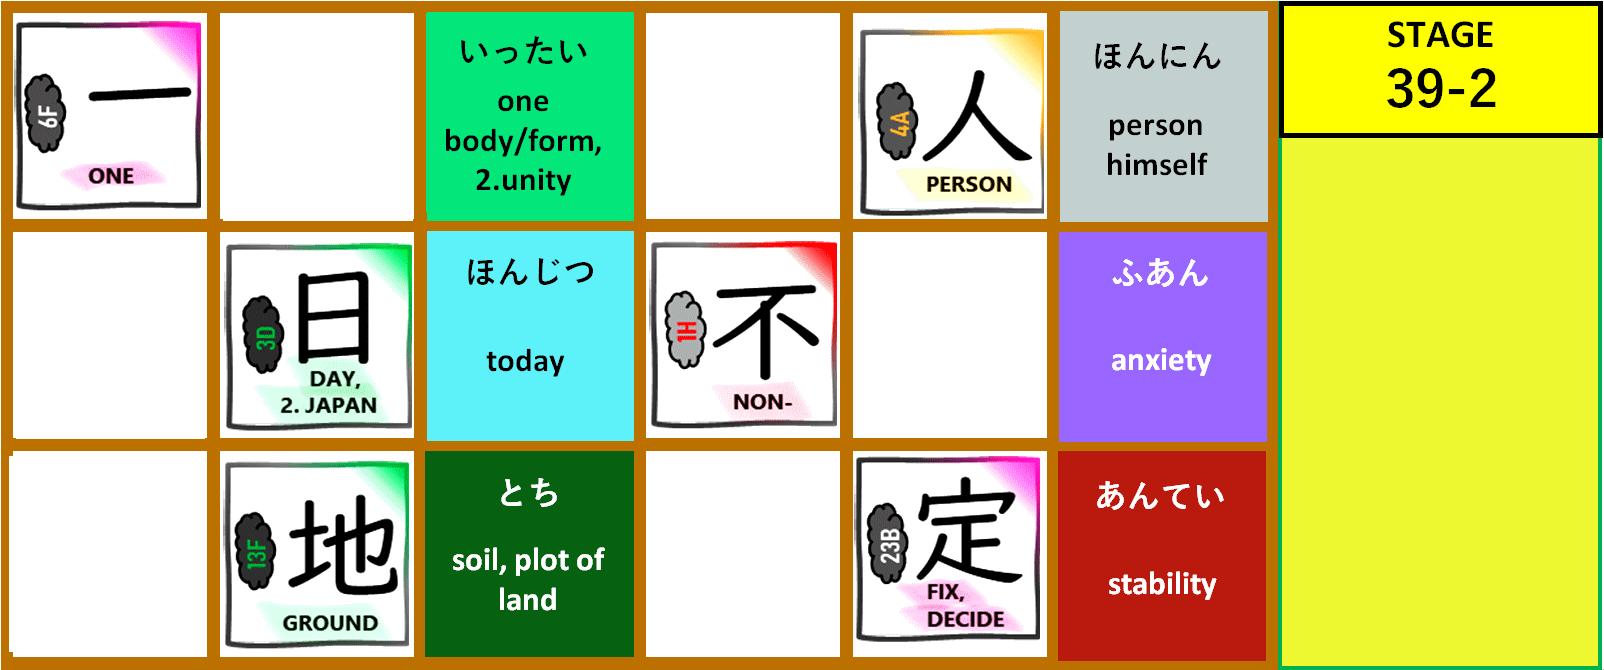 6F
一
ONE
いったい
one
body/form,
2.unity
4A
人
PERSON
ほんにん
person
himself
STAGE
39-2
3D
日
DAY,
2. JAPAN
ほんじつ
today
1H
不
NON-
ふあん
anxiety
13F
地
GROUND
とち
soil, plot of
land
23B
定
FIX,
DECIDE
あんてい
stability